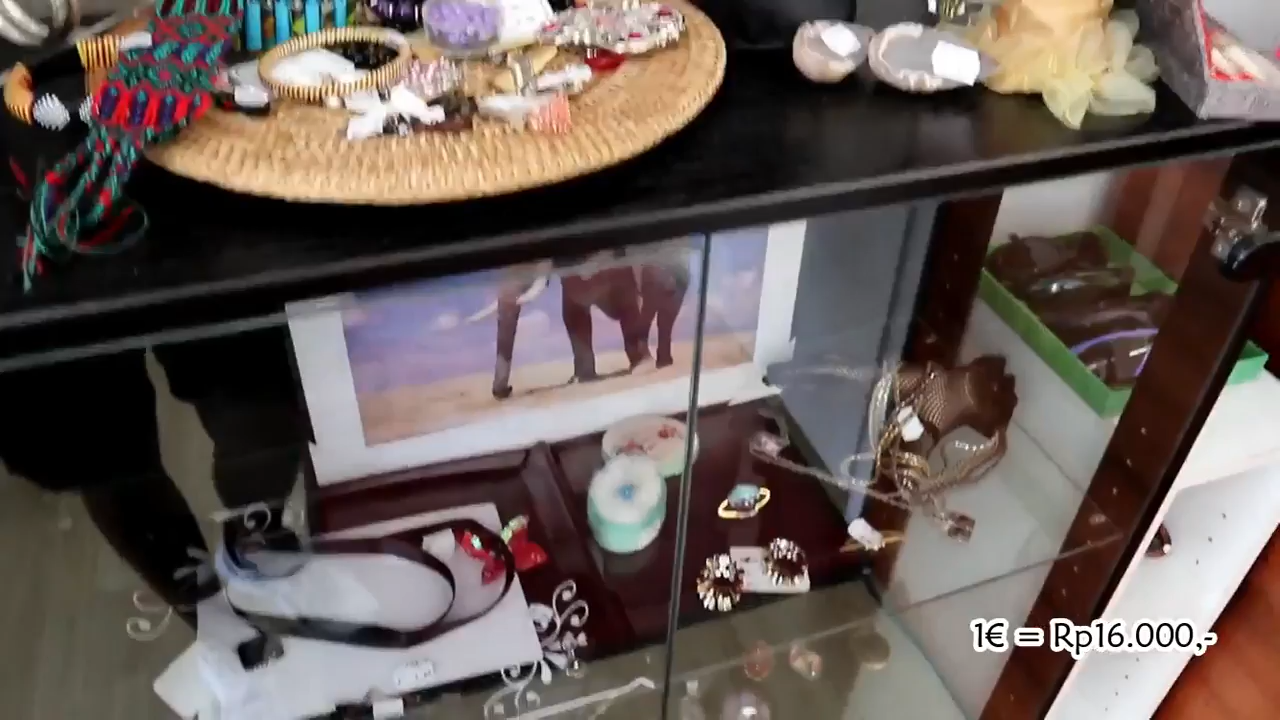 1€ = Rp16.000,-